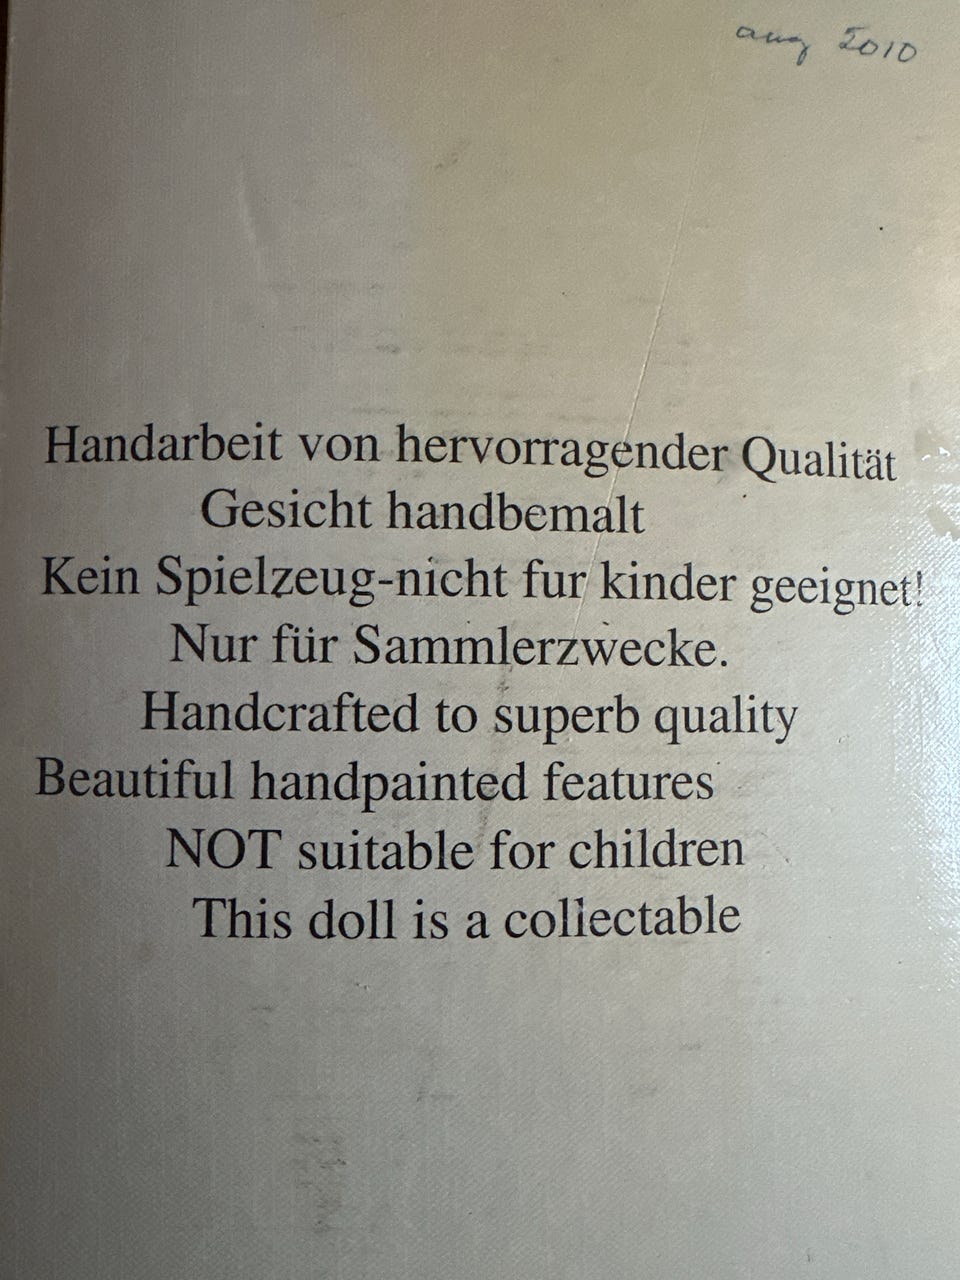 aug 2010
Handarbeit von hervorragender Qualität
Gesicht handbemalt
Kein Spielzeug-nicht fur kinder geeignet!
Nur für Sammlerzwecke.
Handcrafted to superb quality
Beautiful handpainted features
NOT suitable for children
This doll is a collectable